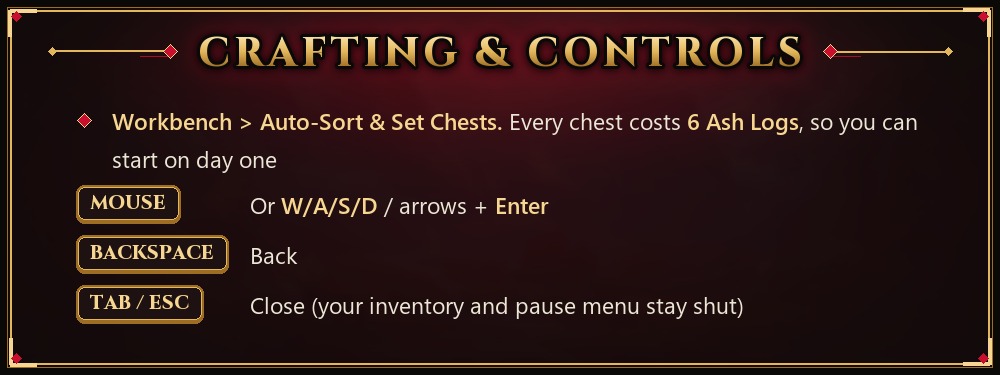 CRAFTING & CONTROLS
Workbench > Auto-Sort & Set Chests. Every chest costs 6 Ash Logs, so you can
start on day one
MOUSE Or W/A/S/D / arrows + Enter
BACKSPACE Back
TAB / ESC Close (your inventory and pause menu stay shut)